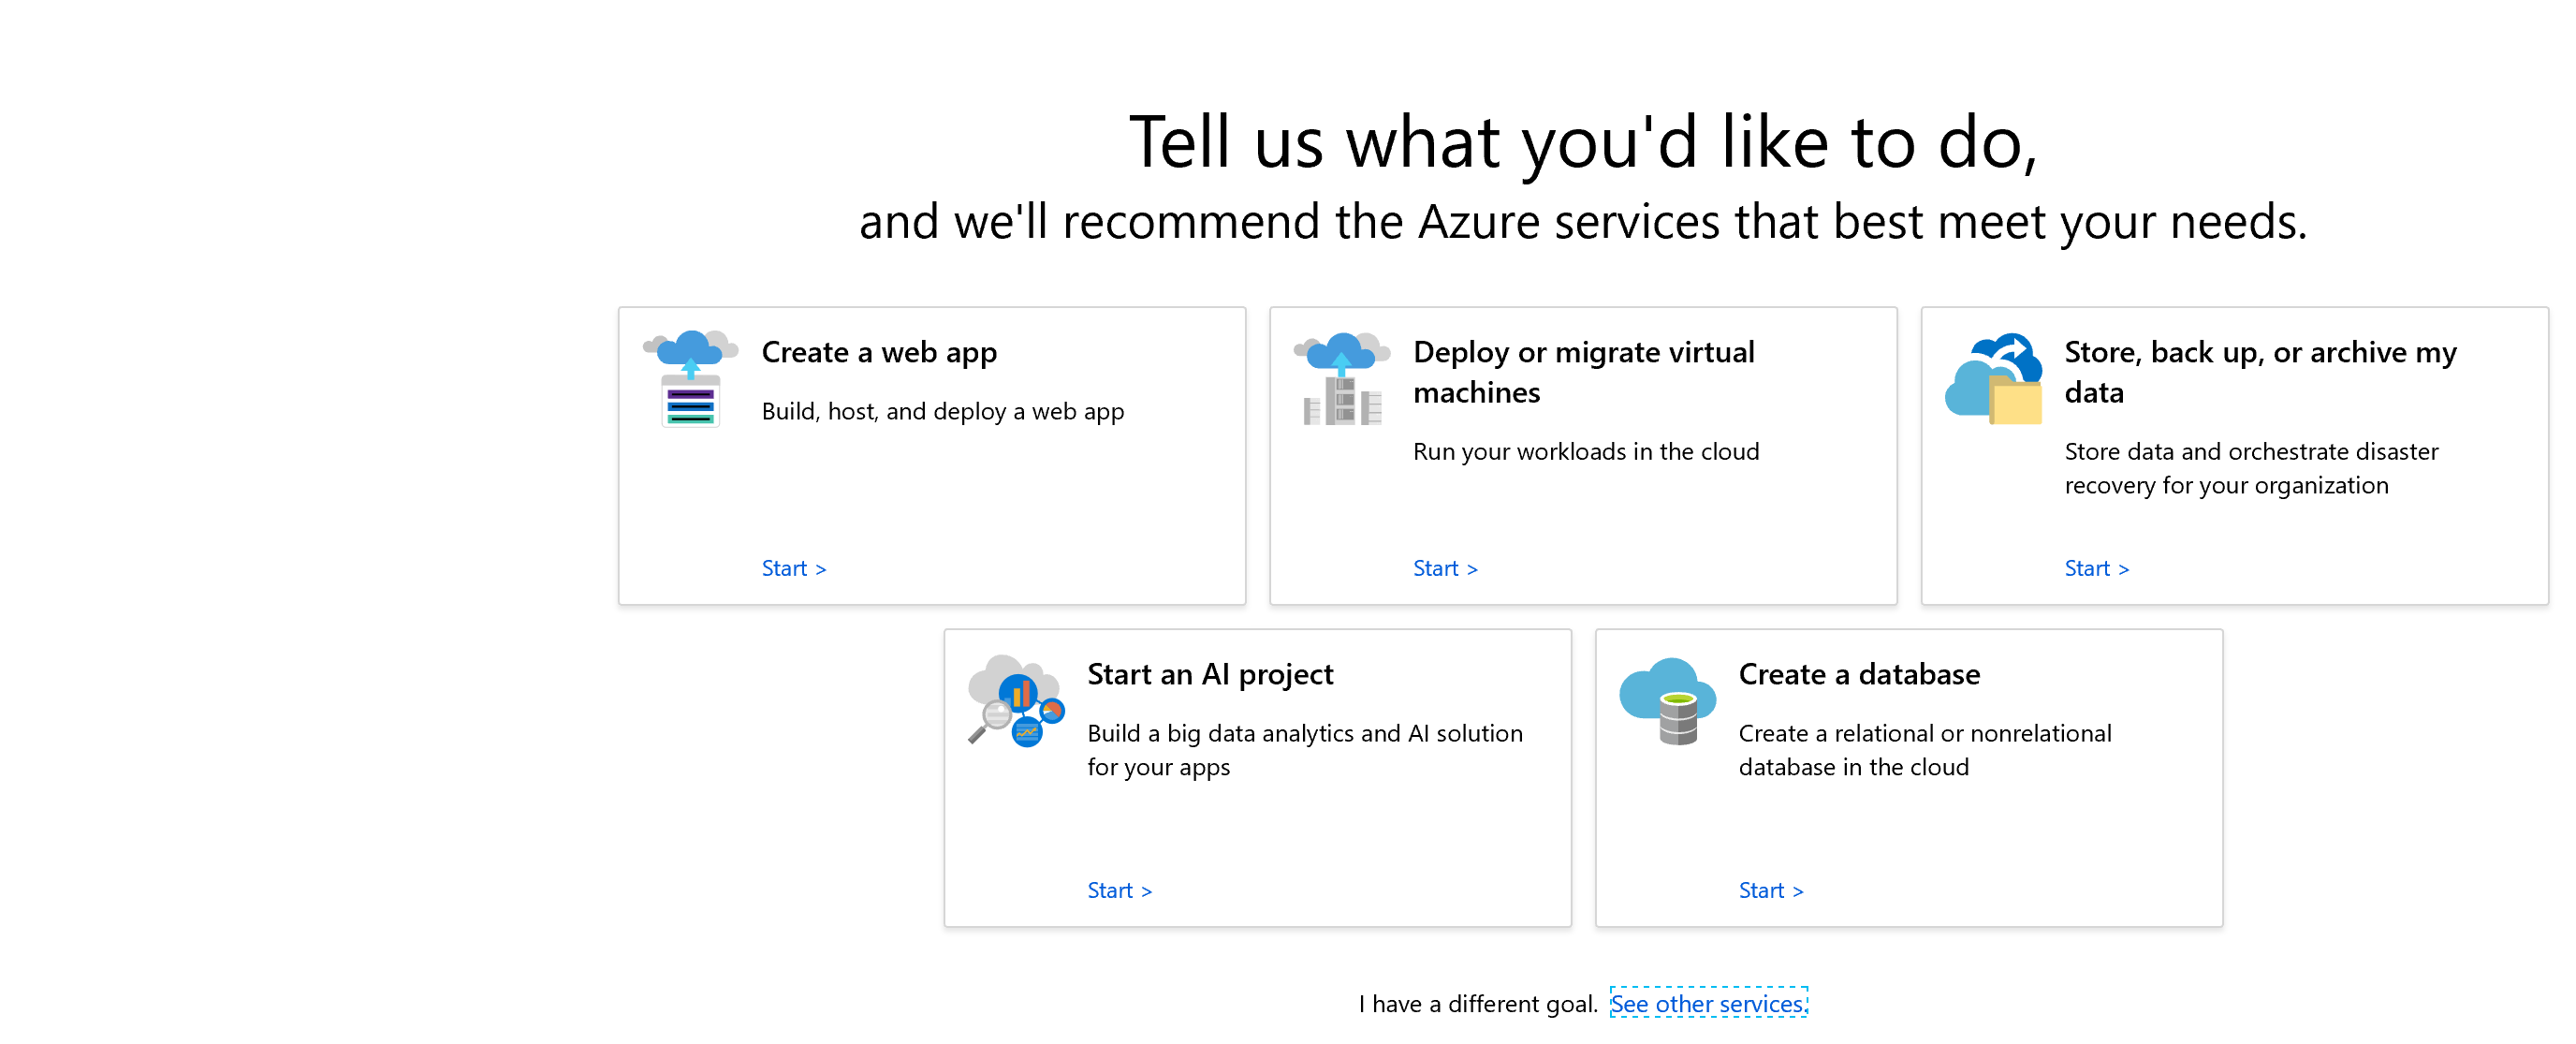 Tell us what you'd like to do,
and we'll recommend the Azure services that best meet your needs.
Create a web app
Build, host, and deploy a web app
Start >
Deploy or migrate virtual
machines
Run your workloads in the cloud
Start >
Store, back up, or archive my
data
Store data and orchestrate disaster
recovery for your organization
Start >
Start an AI project
Build a big data analytics and AI solution
for your apps
Start >
Create a database
Create a relational or nonrelational
database in the cloud
Start >
I have a different goal. See other services.